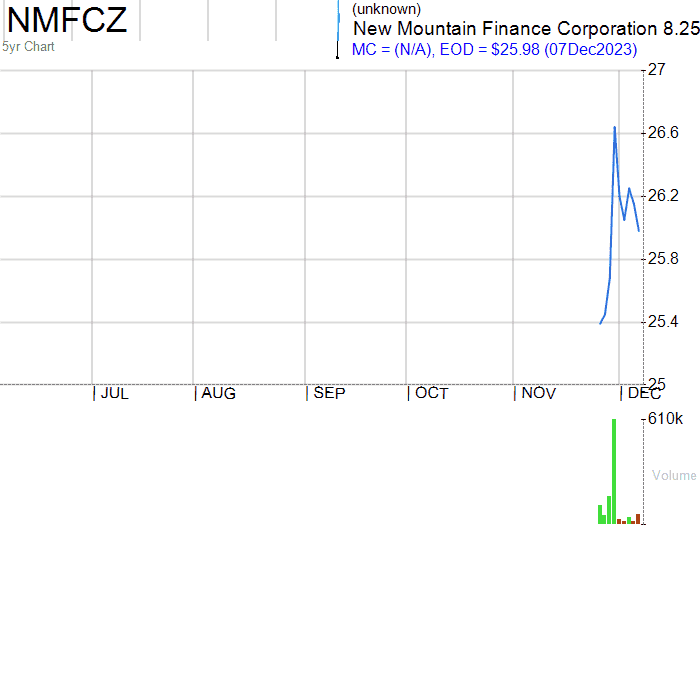 NMFCZ
5yr Chart
(unknown)
New Mountain Finance Corporation 8.25
MC = (N/A), EOD = $25.98 (07Dec2023)
27
26.6
26.2
25.8
25.4
25
JUL AUG SEP OCT NOV DEC
610k
Volume